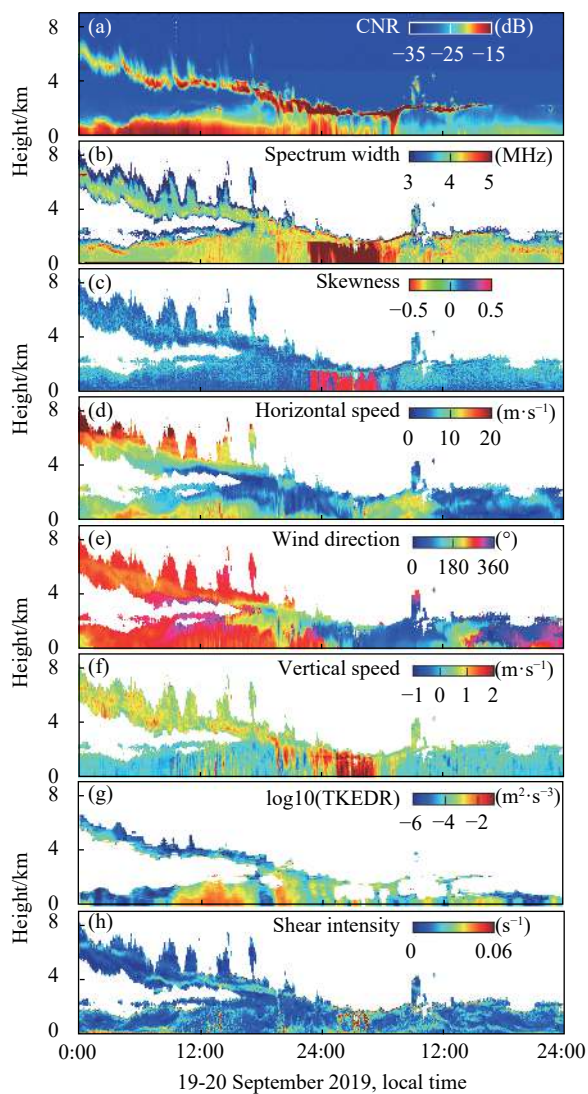 (a) CNR (dB)
−35 −25 −15
8
4
0
Height/km
(b) Spectrum width (MHz)
3 4 5
8
4
0
(c) Skewness
−0.5 0 0.5
8
4
0
Height/km
(d) Horizontal speed (m·s⁻¹)
0 10 20
8
4
0
(e) Wind direction (°)
0 180 360
8
4
0
Height/km
(f) Vertical speed (m·s⁻¹)
−1 0 1 2
8
4
0
(g) log10(TKEDR) (m²·s⁻³)
−6 −4 −2
8
4
0
Height/km
(h) Shear intensity (s⁻¹)
0 0.06
8
4
0
0:00 12:00 24:00 12:00 24:00
19-20 September 2019, local time